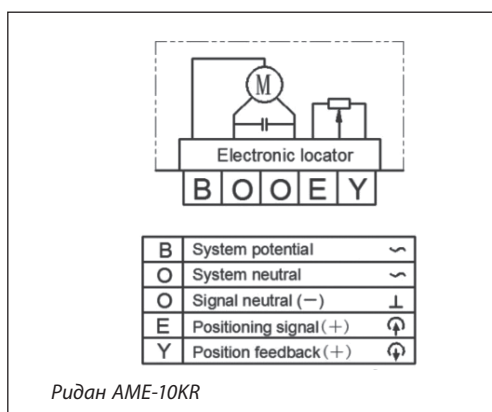 M
Electronic locator
B O O E Y
B System potential ∽
O System neutral ∽
O Signal neutral (−) ⊥
E Positioning signal (+)
Y Position feedback (+)
Ридан AME-10KR